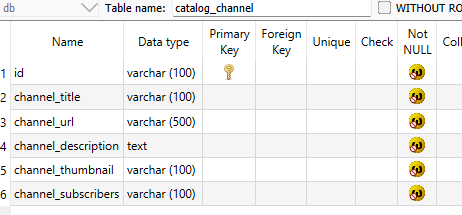 db Table name: catalog_channel WITHOUT RO
Name Data type Primary Key Foreign Key Unique Check Not NULL Coll
1 id varchar (100)
2 channel_title varchar (100)
3 channel_url varchar (500)
4 channel_description text
5 channel_thumbnail varchar (100)
6 channel_subscribers varchar (100)